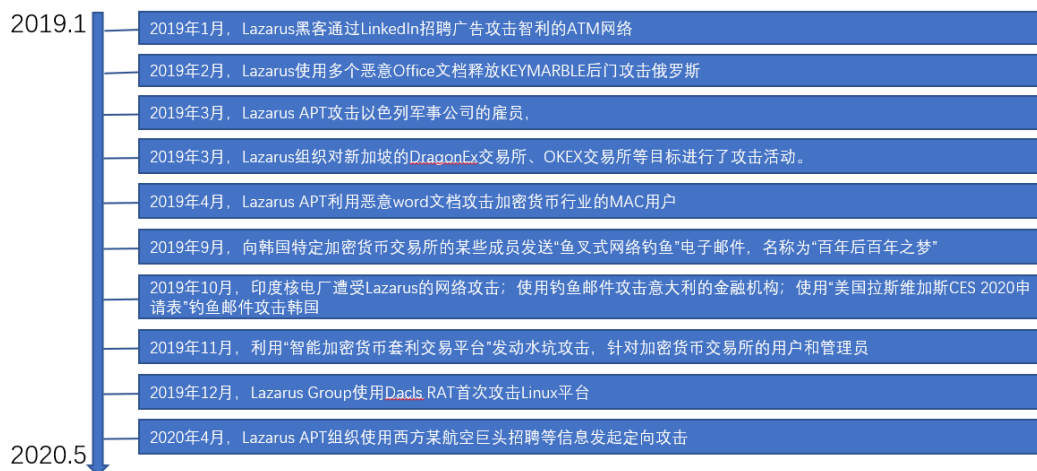 2019.1
2019年1月，Lazarus黑客通过LinkedIn招聘广告攻击智利的ATM网络
2019年2月，Lazarus使用多个恶意Office文档释放KEYMARBLE后门攻击俄罗斯
2019年3月，Lazarus APT攻击以色列军事公司的雇员，
2019年3月，Lazarus组织对新加坡的DragonEx交易所、OKEX交易所等目标进行了攻击活动。
2019年4月，Lazarus APT利用恶意word文档攻击加密货币行业的MAC用户
2019年9月，向韩国特定加密货币交易所的某些成员发送“鱼叉式网络钓鱼”电子邮件，名称为“百年后百年之梦”
2019年10月，印度核电厂遭受Lazarus的网络攻击；使用钓鱼邮件攻击意大利的金融机构；使用“美国拉斯维加斯CES 2020申
请表”钓鱼邮件攻击韩国
2019年11月，利用“智能加密货币套利交易平台”发动水坑攻击，针对加密货币交易所的用户和管理员
2019年12月，Lazarus Group使用Dacls RAT首次攻击Linux平台
2020年4月，Lazarus APT组织使用西方某航空巨头招聘等信息发起定向攻击
2020.5